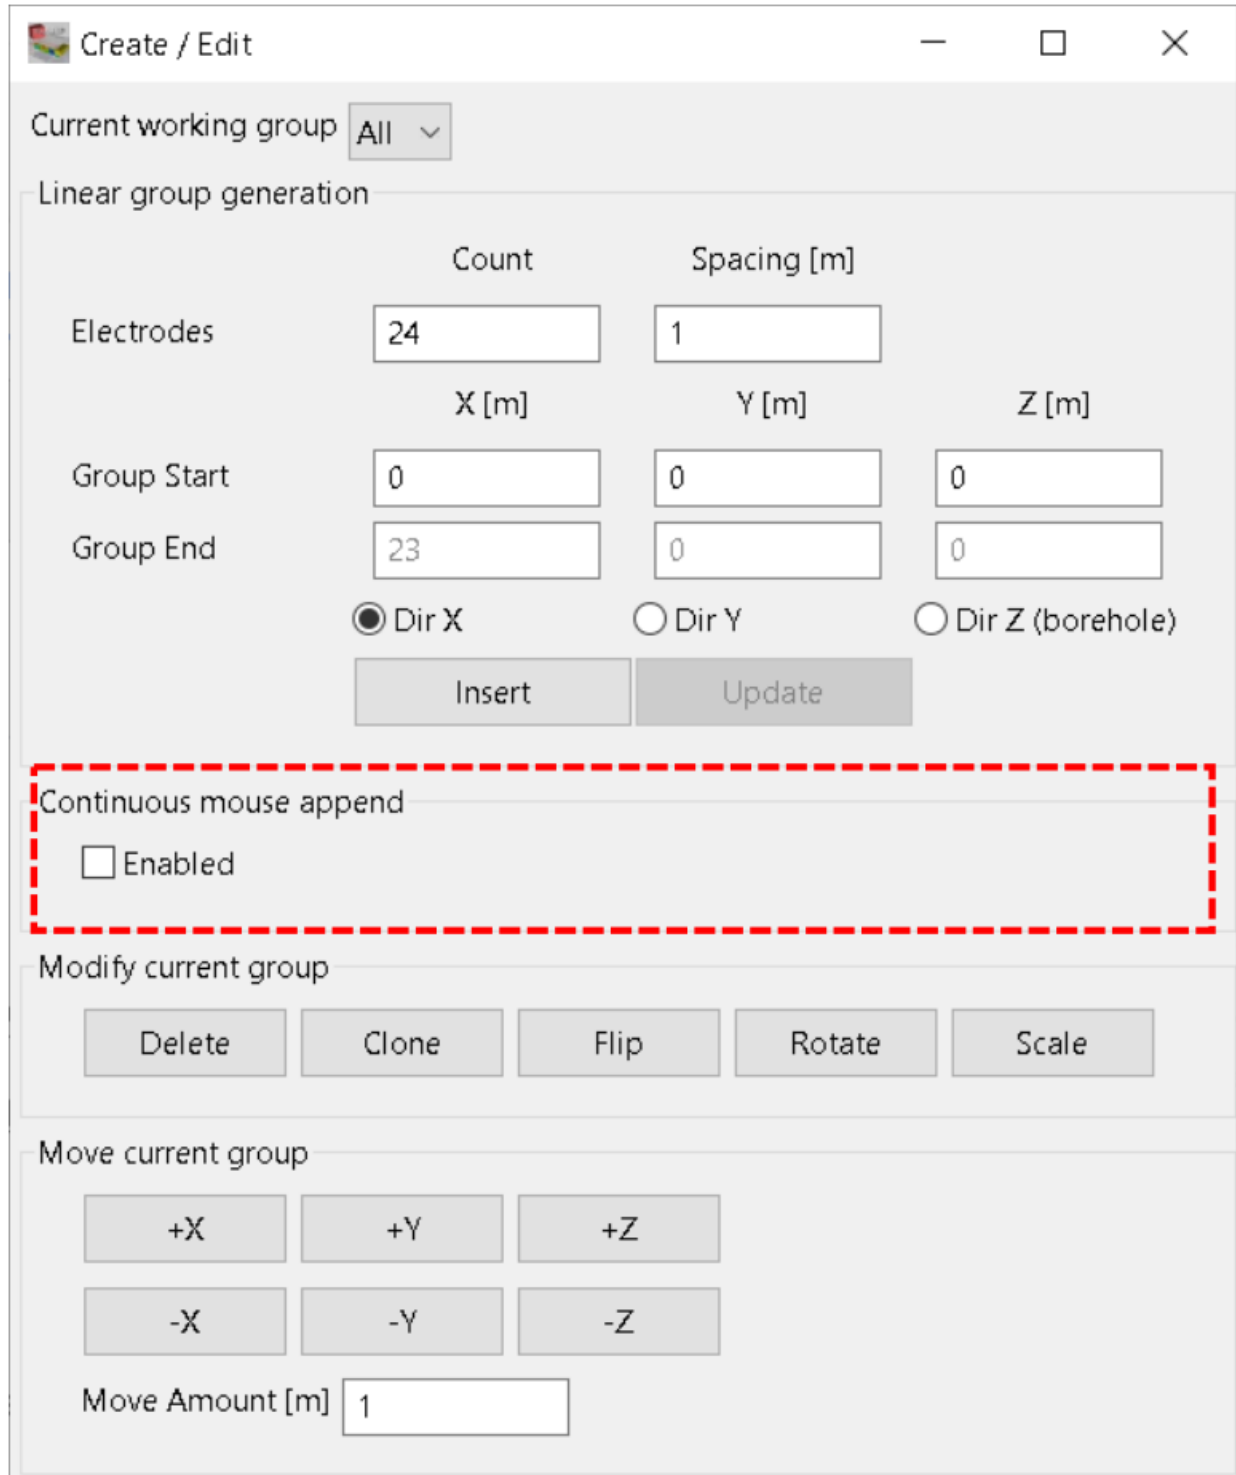 Create / Edit
Current working group All
Linear group generation
Count Spacing [m]
Electrodes 24 1
X [m] Y [m] Z [m]
Group Start 0 0 0
Group End 23 0 0
Dir X Dir Y Dir Z (borehole)
Insert Update
Continuous mouse append
Enabled
Modify current group
Delete Clone Flip Rotate Scale
Move current group
+X +Y +Z
-X -Y -Z
Move Amount [m] 1